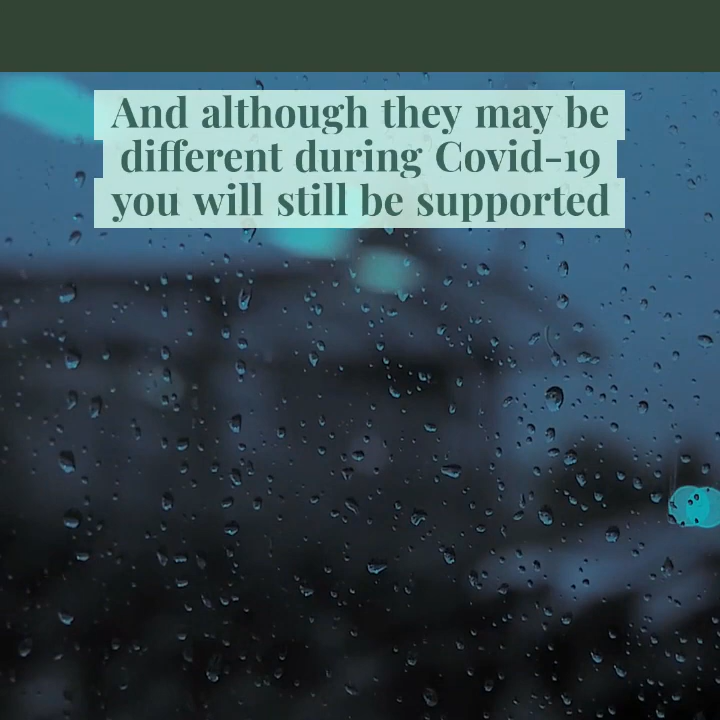 And although they may be
different during Covid-19
you will still be supported